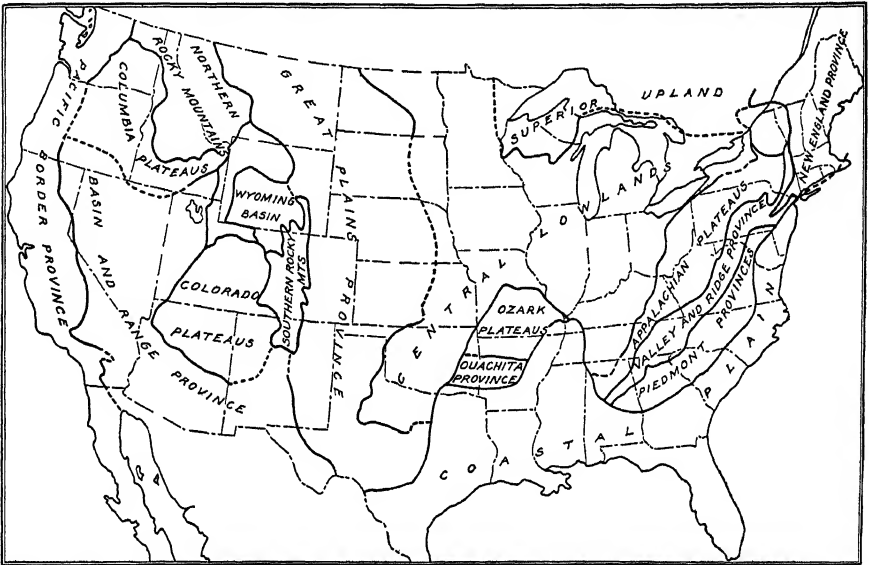 PACIFIC
BORDER PROVINCE
COLUMBIA
PLATEAUS
NORTHERN
ROCKY MOUNTAINS
GREAT
PLAINS
PROVINCE
WYOMING
BASIN
SOUTHERN ROCKY
MTS.
BASIN
AND
RANGE
PROVINCE
COLORADO
PLATEAUS
SUPERIOR
UPLAND
CENTRAL LOWLANDS
OZARK
PLATEAUS
OUACHITA
PROVINCE
APPALACHIAN PLATEAUS
VALLEY AND RIDGE PROVINCE
PIEDMONT PROVINCES
NEW ENGLAND PROVINCE
COASTAL PLAIN